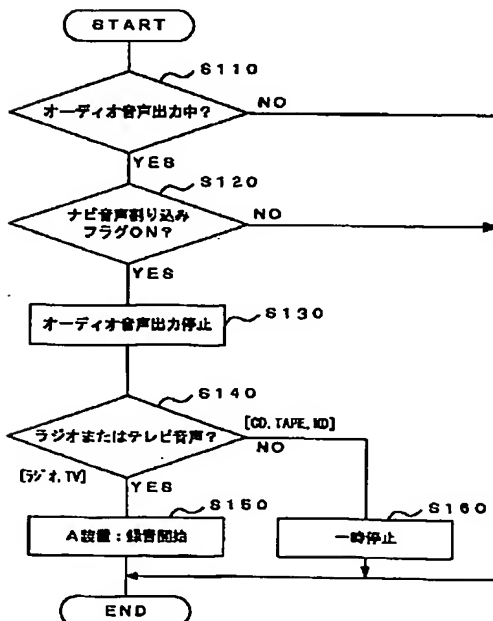 START
S110
オーディオ音声出力中?
NO
YES
S120
ナビ音声割り込み
フラグON?
NO
YES
オーディオ音声出力停止
S130
S140
ラジオまたはテレビ音声?
[CD.TAPE.MD]
NO
[ラジオ.TV]
YES
S150
A装置:録音開始
S160
一時停止
END